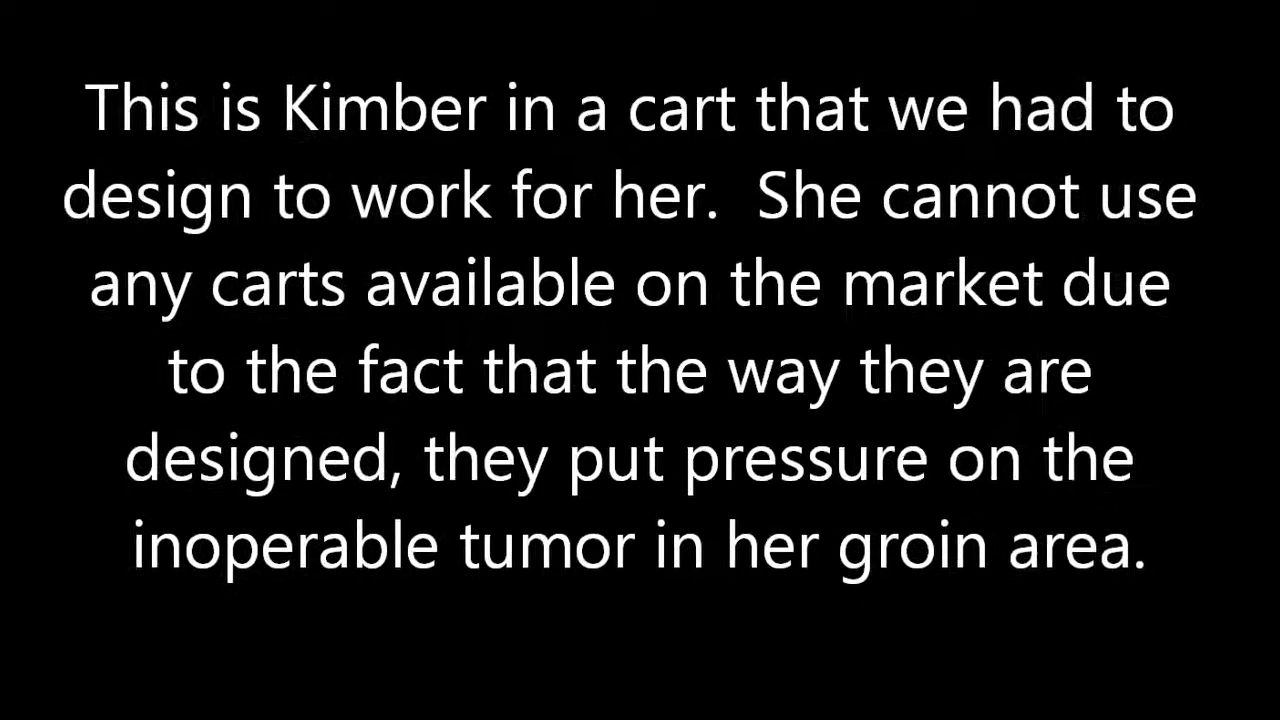 This is Kimber in a cart that we had to
design to work for her.  She cannot use
any carts available on the market due
to the fact that the way they are
designed, they put pressure on the
inoperable tumor in her groin area.